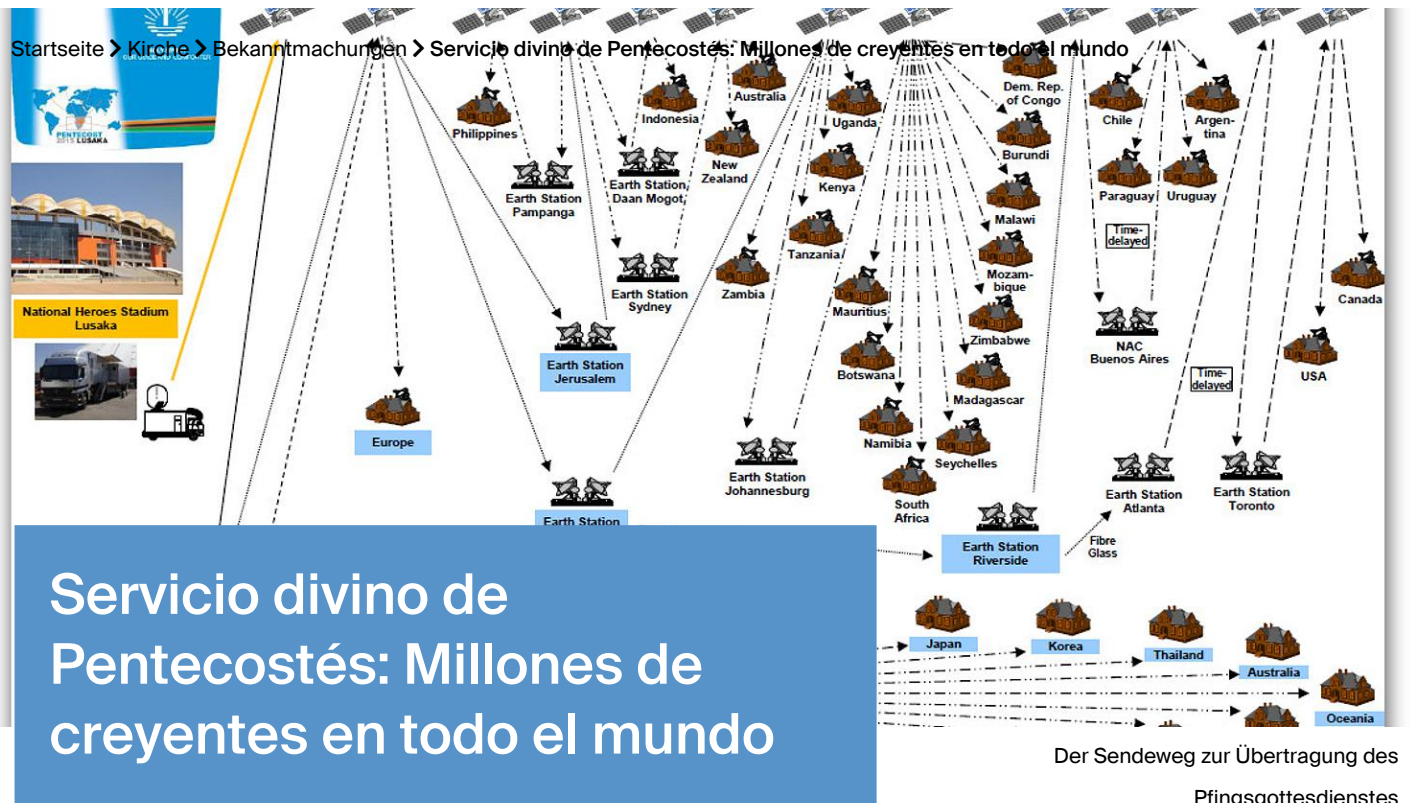 Startseite > Kirche > Bekanntmachungen > Servicio divino de Pentecostés: Millones de creyentes en todo el mundo
PENTECOST
2015 LUSAKA
National Heroes Stadium
Lusaka
Philippines
Earth Station
Pampanga
Indonesia
Earth Station
Daan Mogot
Earth Station
Sydney
Australia
New
Zealand
Earth Station
Jerusalem
Europe
Earth Station
Uganda
Kenya
Tanzania
Zambia
Mauritius
Botswana
Namibia
Earth Station
Johannesburg
South
Africa
Seychelles
Madagascar
Zimbabwe
Mozam-
bique
Malawi
Burundi
Dem. Rep.
of Congo
Chile
Argen-
tina
Paraguay
Uruguay
Time-
delayed
NAC
Buenos Aires
Time-
delayed
Canada
USA
Earth Station
Atlanta
Earth Station
Toronto
Earth Station
Riverside
Fibre
Glass
Japan
Korea
Thailand
Australia
Oceania
Servicio divino de
Pentecostés: Millones de
creyentes en todo el mundo
Der Sendeweg zur Übertragung des
Pfingsgottesdienstes